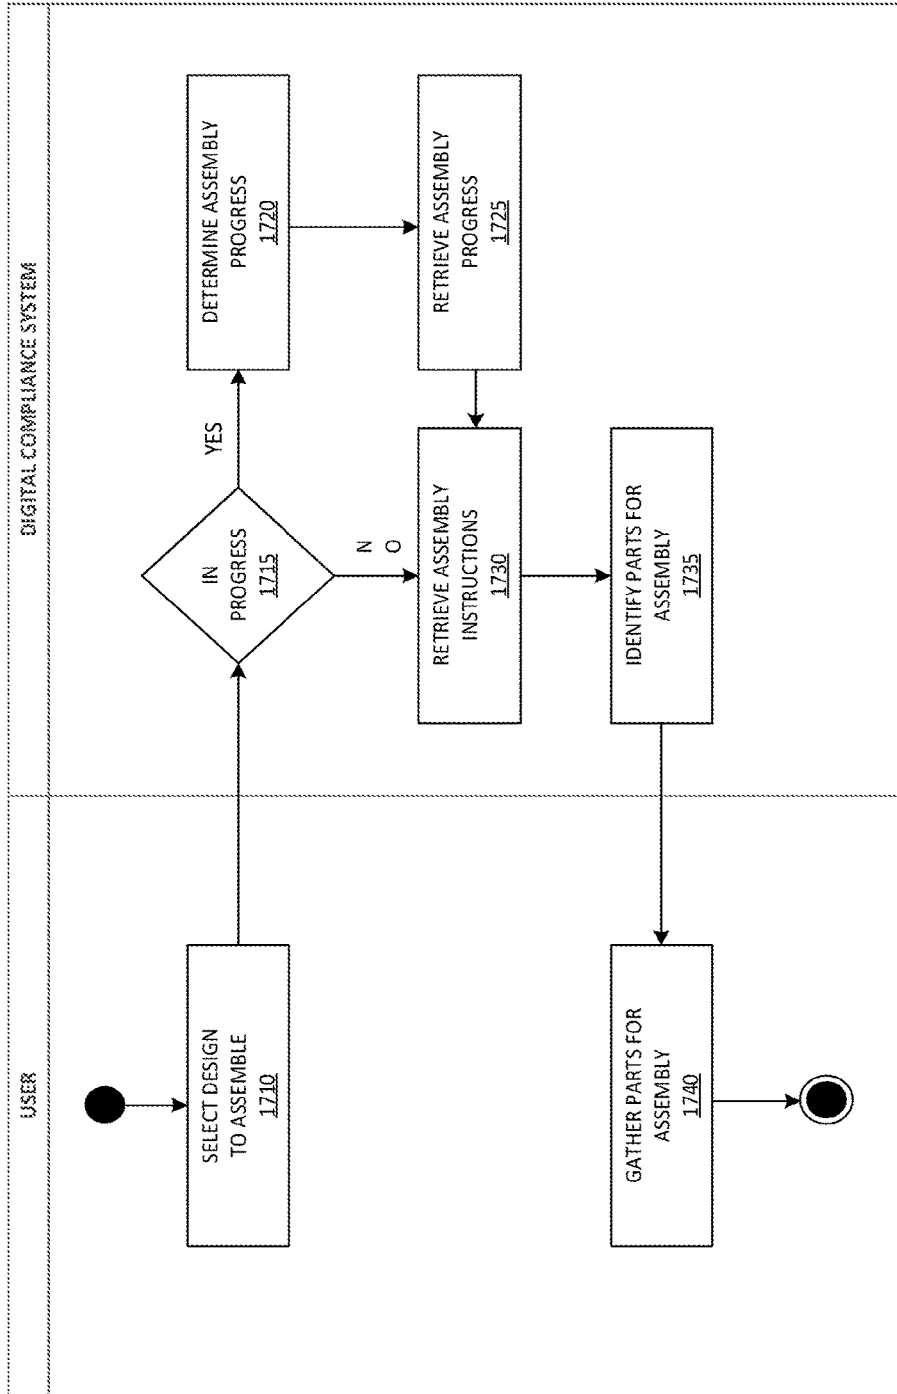 USER
DIGITAL COMPLIANCE SYSTEM
SELECT DESIGN
TO ASSEMBLE
1710
IN
PROGRESS
1715
YES
N
O
DETERMINE ASSEMBLY
PROGRESS
1720
RETRIEVE ASSEMBLY
PROGRESS
1725
RETRIEVE ASSEMBLY
INSTRUCTIONS
1730
IDENTIFY PARTS FOR
ASSEMBLY
1735
GATHER PARTS FOR
ASSEMBLY
1740